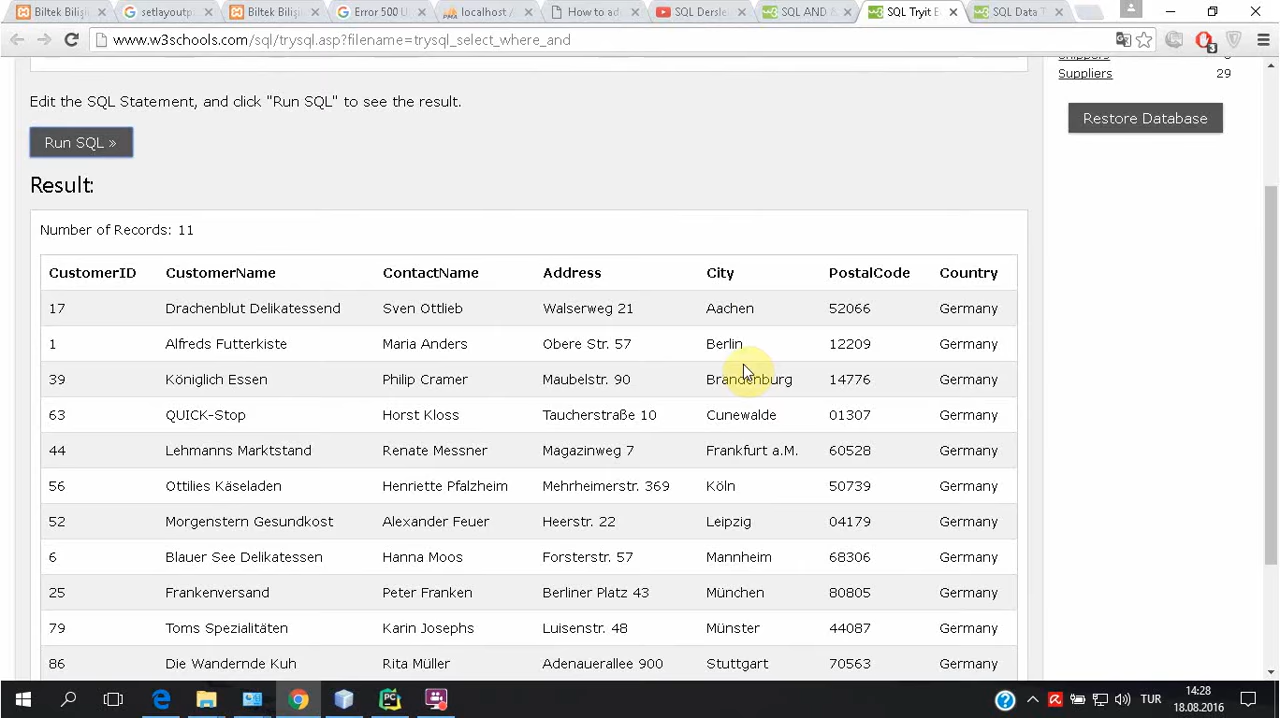 Biltek Bilişi
setlayoutp
Biltek Bilişi
Error 500 U
localhost /
How to ad
SQL Ders
SQL AND &
SQL Tryit E
SQL Data T
www.w3schools.com/sql/trysql.asp?filename=trysql_select_where_and
3
Suppliers 29
Edit the SQL Statement, and click "Run SQL" to see the result.
Restore Database
Run SQL »
Result:
Number of Records: 11
CustomerID CustomerName ContactName Address City PostalCode Country
17 Drachenblut Delikatessend Sven Ottlieb Walserweg 21 Aachen 52066 Germany
1 Alfreds Futterkiste Maria Anders Obere Str. 57 Berlin 12209 Germany
39 Königlich Essen Philip Cramer Maubelstr. 90 Brandenburg 14776 Germany
63 QUICK-Stop Horst Kloss Taucherstraße 10 Cunewalde 01307 Germany
44 Lehmanns Marktstand Renate Messner Magazinweg 7 Frankfurt a.M. 60528 Germany
56 Ottilies Käseladen Henriette Pfalzheim Mehrheimerstr. 369 Köln 50739 Germany
52 Morgenstern Gesundkost Alexander Feuer Heerstr. 22 Leipzig 04179 Germany
6 Blauer See Delikatessen Hanna Moos Forsterstr. 57 Mannheim 68306 Germany
25 Frankenversand Peter Franken Berliner Platz 43 München 80805 Germany
79 Toms Spezialitäten Karin Josephs Luisenstr. 48 Münster 44087 Germany
86 Die Wandernde Kuh Rita Müller Adenauerallee 900 Stuttgart 70563 Germany
TUR
14:28
18.08.2016